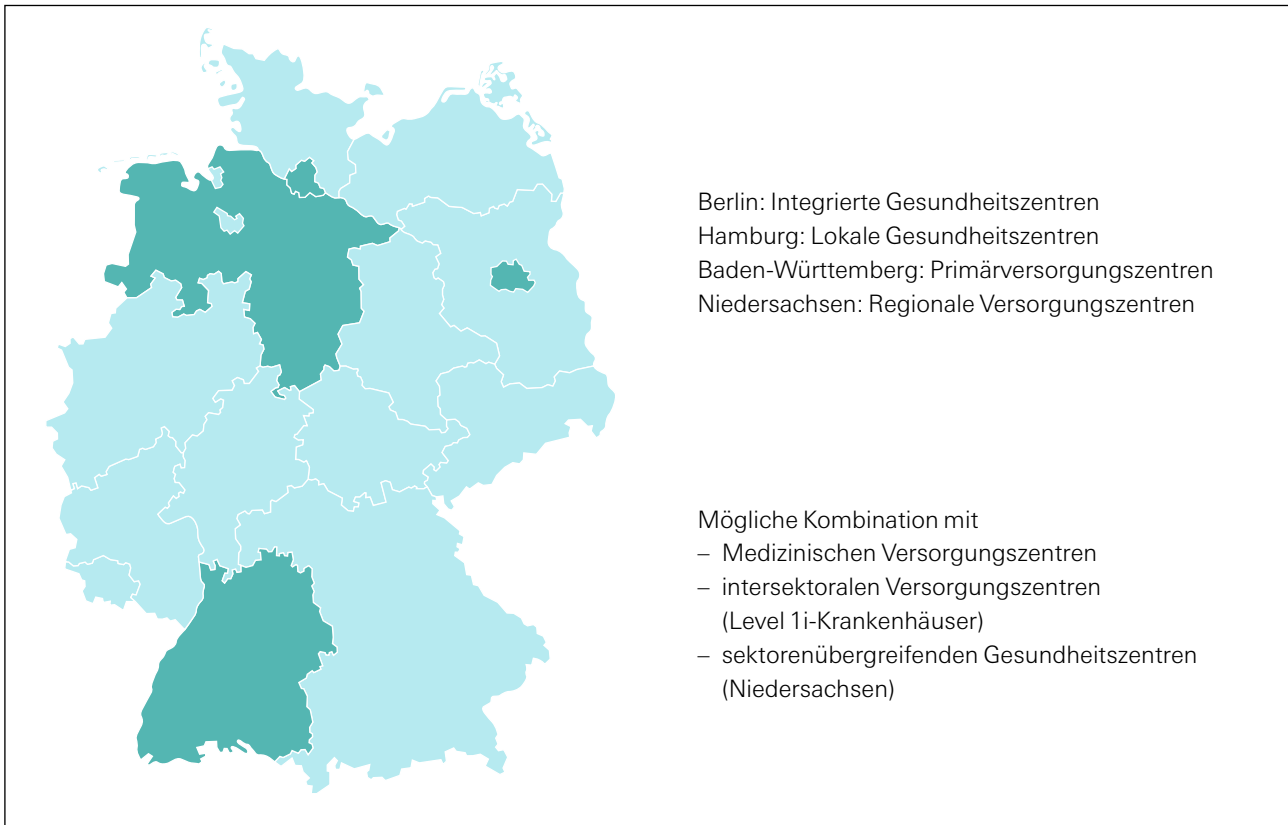 Berlin: Integrierte Gesundheitszentren
Hamburg: Lokale Gesundheitszentren
Baden-Württemberg: Primärversorgungszentren
Niedersachsen: Regionale Versorgungszentren
Mögliche Kombination mit
– Medizinischen Versorgungszentren
– intersektoralen Versorgungszentren
(Level 1i-Krankenhäuser)
– sektorenübergreifenden Gesundheitszentren
(Niedersachsen)